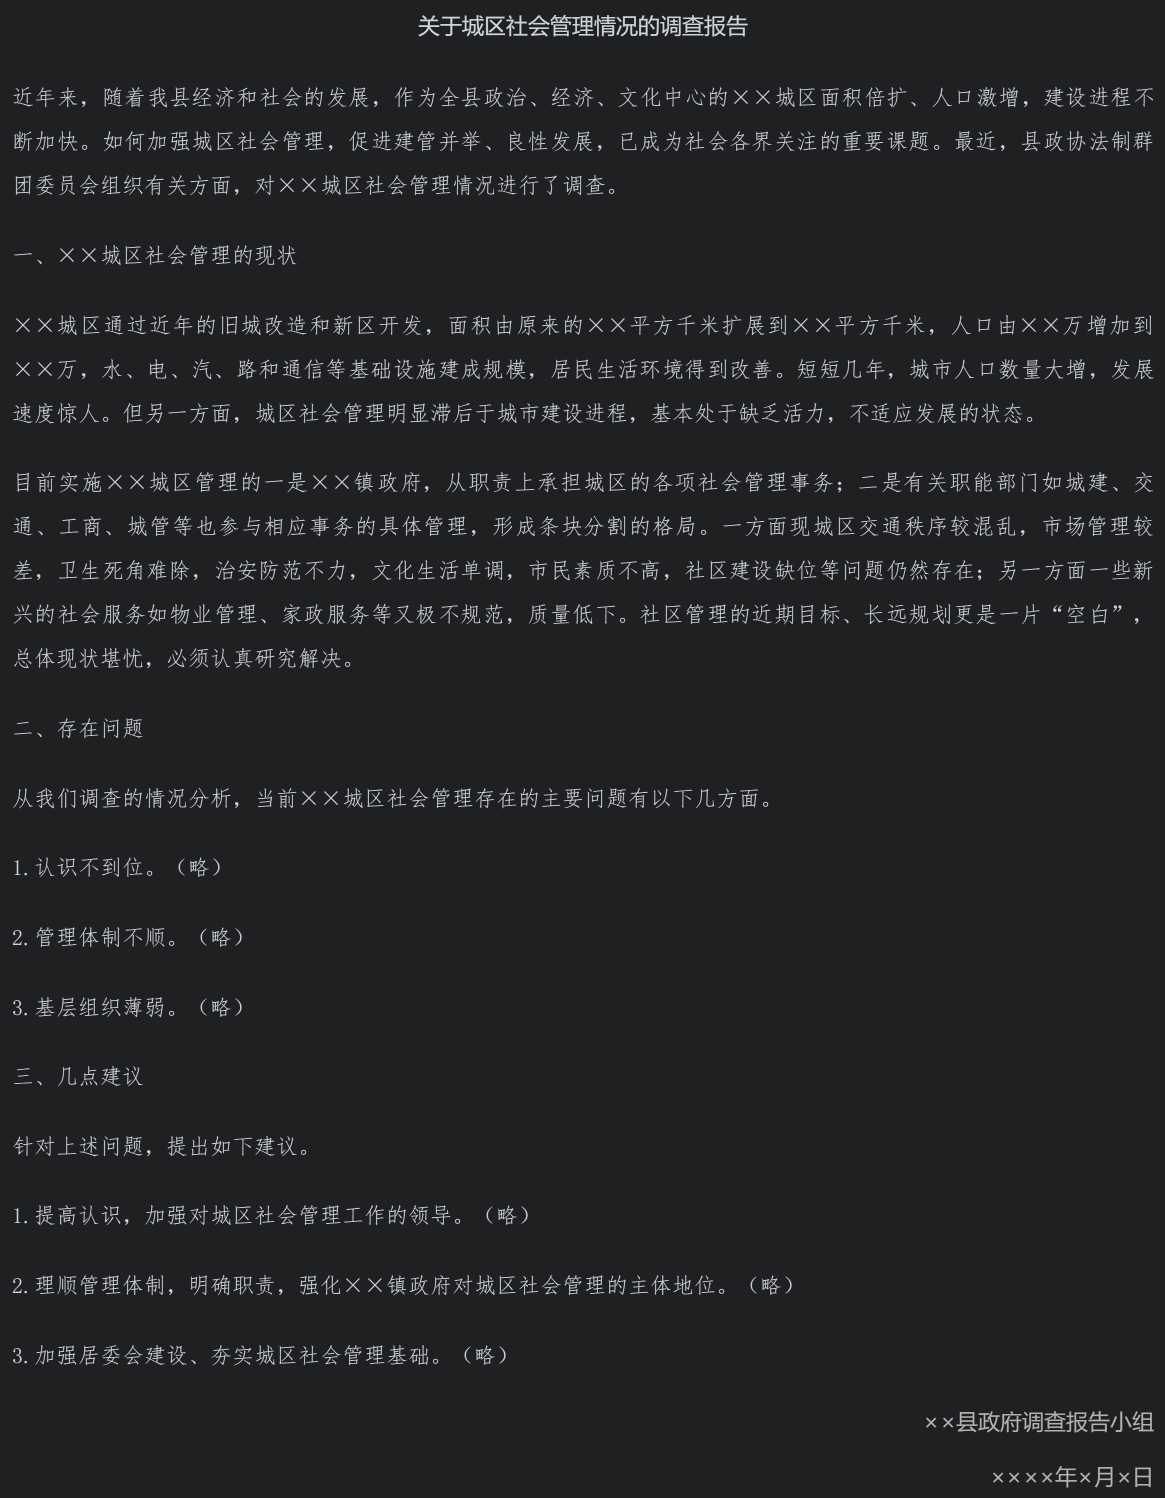 关于城区社会管理情况的调查报告
近年来，随着我县经济和社会的发展，作为全县政治、经济、文化中心的××城区面积倍扩、人口激增，建设进程不
断加快。如何加强城区社会管理，促进建管并举、良性发展，已成为社会各界关注的重要课题。最近，县政协法制群
团委员会组织有关方面，对××城区社会管理情况进行了调查。
一、××城区社会管理的现状
××城区通过近年的旧城改造和新区开发，面积由原来的××平方千米扩展到××平方千米，人口由××万增加到
××万，水、电、汽、路和通信等基础设施建成规模，居民生活环境得到改善。短短几年，城市人口数量大增，发展
速度惊人。但另一方面，城区社会管理明显滞后于城市建设进程，基本处于缺乏活力，不适应发展的状态。
目前实施××城区管理的一是××镇政府，从职责上承担城区的各项社会管理事务；二是有关职能部门如城建、交
通、工商、城管等也参与相应事务的具体管理，形成条块分割的格局。一方面现城区交通秩序较混乱，市场管理较
差，卫生死角难除，治安防范不力，文化生活单调，市民素质不高，社区建设缺位等问题仍然存在；另一方面一些新
兴的社会服务如物业管理、家政服务等又极不规范，质量低下。社区管理的近期目标、长远规划更是一片“空白”，
总体现状堪忧，必须认真研究解决。
二、存在问题
从我们调查的情况分析，当前××城区社会管理存在的主要问题有以下几方面。
1.认识不到位。（略）
2.管理体制不顺。（略）
3.基层组织薄弱。（略）
三、几点建议
针对上述问题，提出如下建议。
1.提高认识，加强对城区社会管理工作的领导。（略）
2.理顺管理体制，明确职责，强化××镇政府对城区社会管理的主体地位。（略）
3.加强居委会建设、夯实城区社会管理基础。（略）
××县政府调查报告小组
××××年×月×日